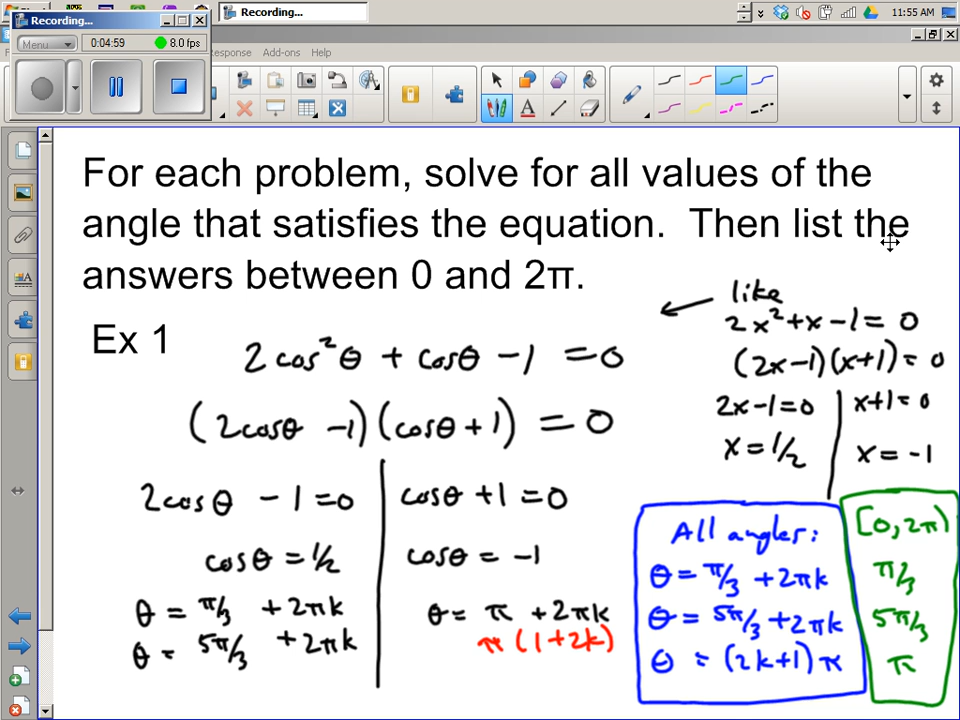 Recording...
11:55 AM
Recording...
Menu
0:04:59
8.0 fps
Response
Add-ons
Help
For each problem, solve for all values of the
angle that satisfies the equation. Then list the
answers between 0 and 2π.
like
2x²+x-1=0
(2x-1)(x+1)=0
2x-1=0
x+1=0
x=1/2
x=-1
Ex 1
2cos²θ + cosθ -1 =0
(2cosθ -1)(cosθ+1) =0
2cosθ -1=0
cosθ +1=0
cosθ =1/2
cosθ = -1
θ = π/3 +2πk
θ = 5π/3 +2πk
θ= π +2πk
π(1+2k)
All angles:
θ=π/3 +2πk
θ=5π/3+2πk
θ =(2k+1)π
[0,2π)
π/3
5π/3
π